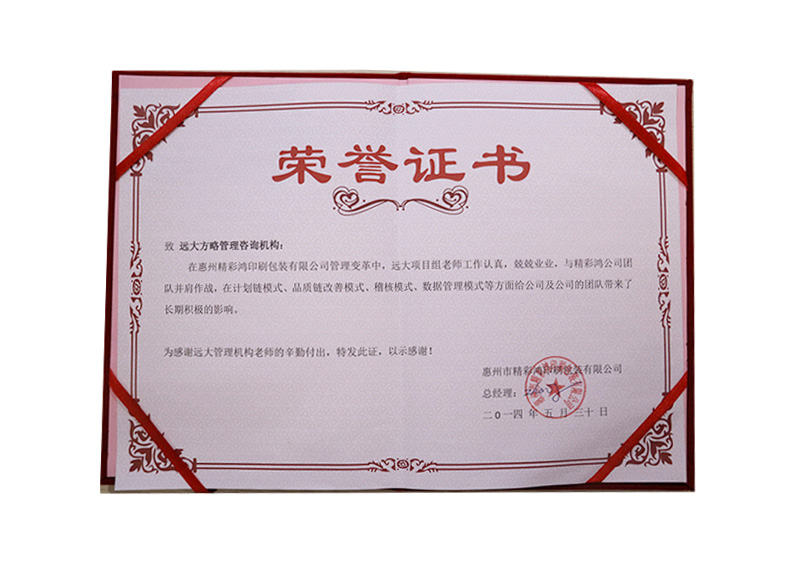 荣誉证书
致 远大方略管理咨询机构：
在惠州精彩鸿印刷包装有限公司管理变革中，远大项目组老师工作认真，兢兢业业，与精彩鸿公司团
队并肩作战，在计划链模式、品质链改善模式、稽核模式、数据管理模式等方面给公司及公司的团队带来了
长期积极的影响。
为感谢远大管理机构老师的辛勤付出，特发此证，以示感谢！
惠州市精彩鸿印刷包装有限公司
总经理：
二0一四 年 五 月 三十 日